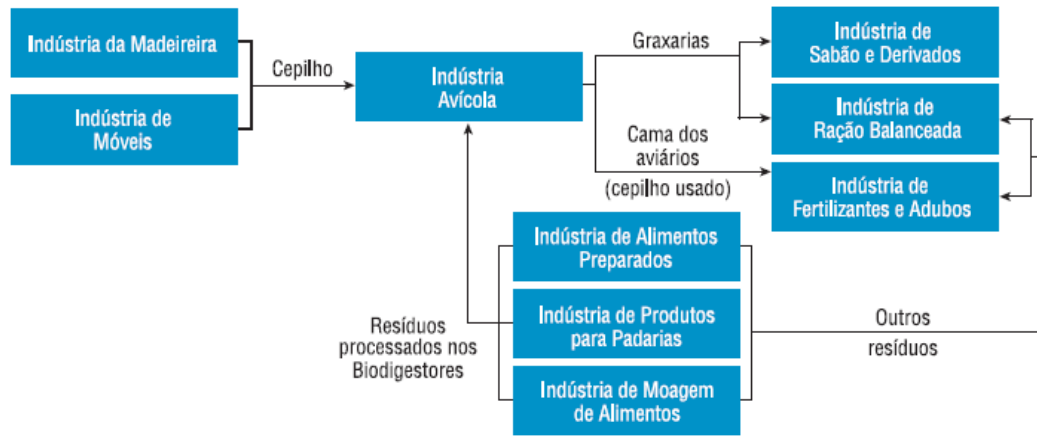 Indústria da Madeireira
Indústria de
Móveis
Cepilho
Indústria
Avícola
Graxarias
Cama dos
aviários
(cepilho usado)
Indústria de
Sabão e Derivados
Indústria de
Ração Balanceada
Indústria de
Fertilizantes e Adubos
Indústria de Alimentos
Preparados
Indústria de Produtos
para Padarias
Indústria de Moagem
de Alimentos
Resíduos
processados nos
Biodigestores
Outros
resíduos